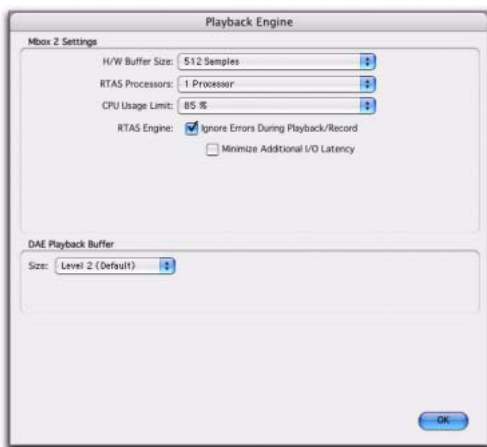 Playback Engine
Mbox 2 Settings
H/W Buffer Size: 512 Samples
RTAS Processors: 1 Processor
CPU Usage Limit: 85 %
RTAS Engine: Ignore Errors During Playback/Record
Minimize Additional I/O Latency
DAE Playback Buffer
Size: Level 2 (Default)
OK